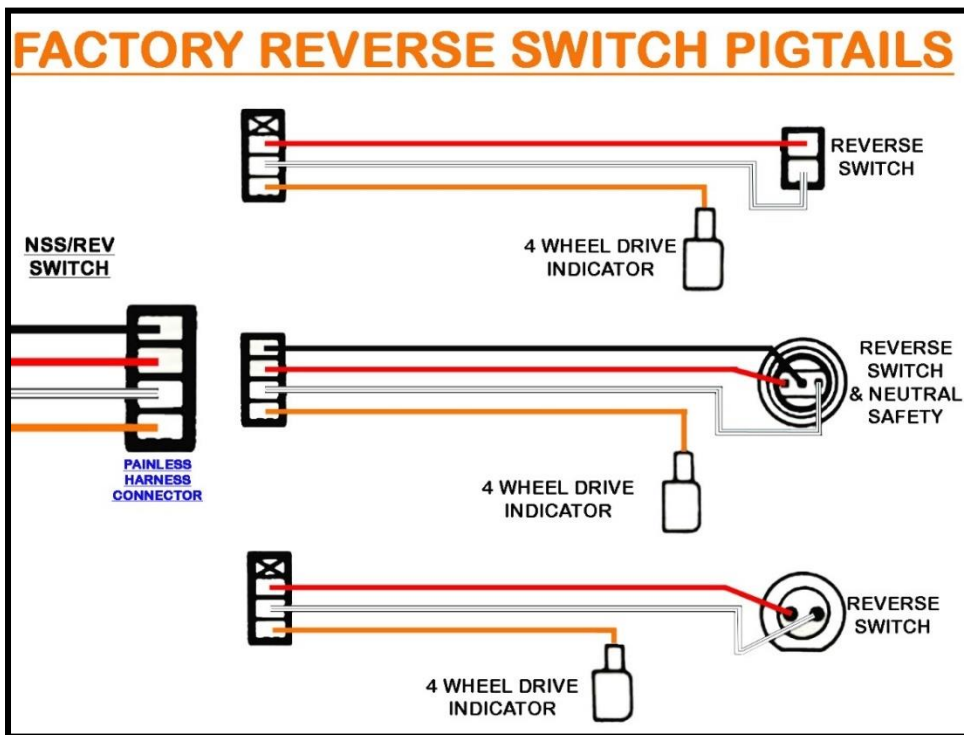 FACTORY REVERSE SWITCH PIGTAILS
REVERSE
SWITCH
4 WHEEL DRIVE
INDICATOR
NSS/REV
SWITCH
PAINLESS
HARNESS
CONNECTOR
REVERSE
SWITCH
& NEUTRAL
SAFETY
4 WHEEL DRIVE
INDICATOR
REVERSE
SWITCH
4 WHEEL DRIVE
INDICATOR